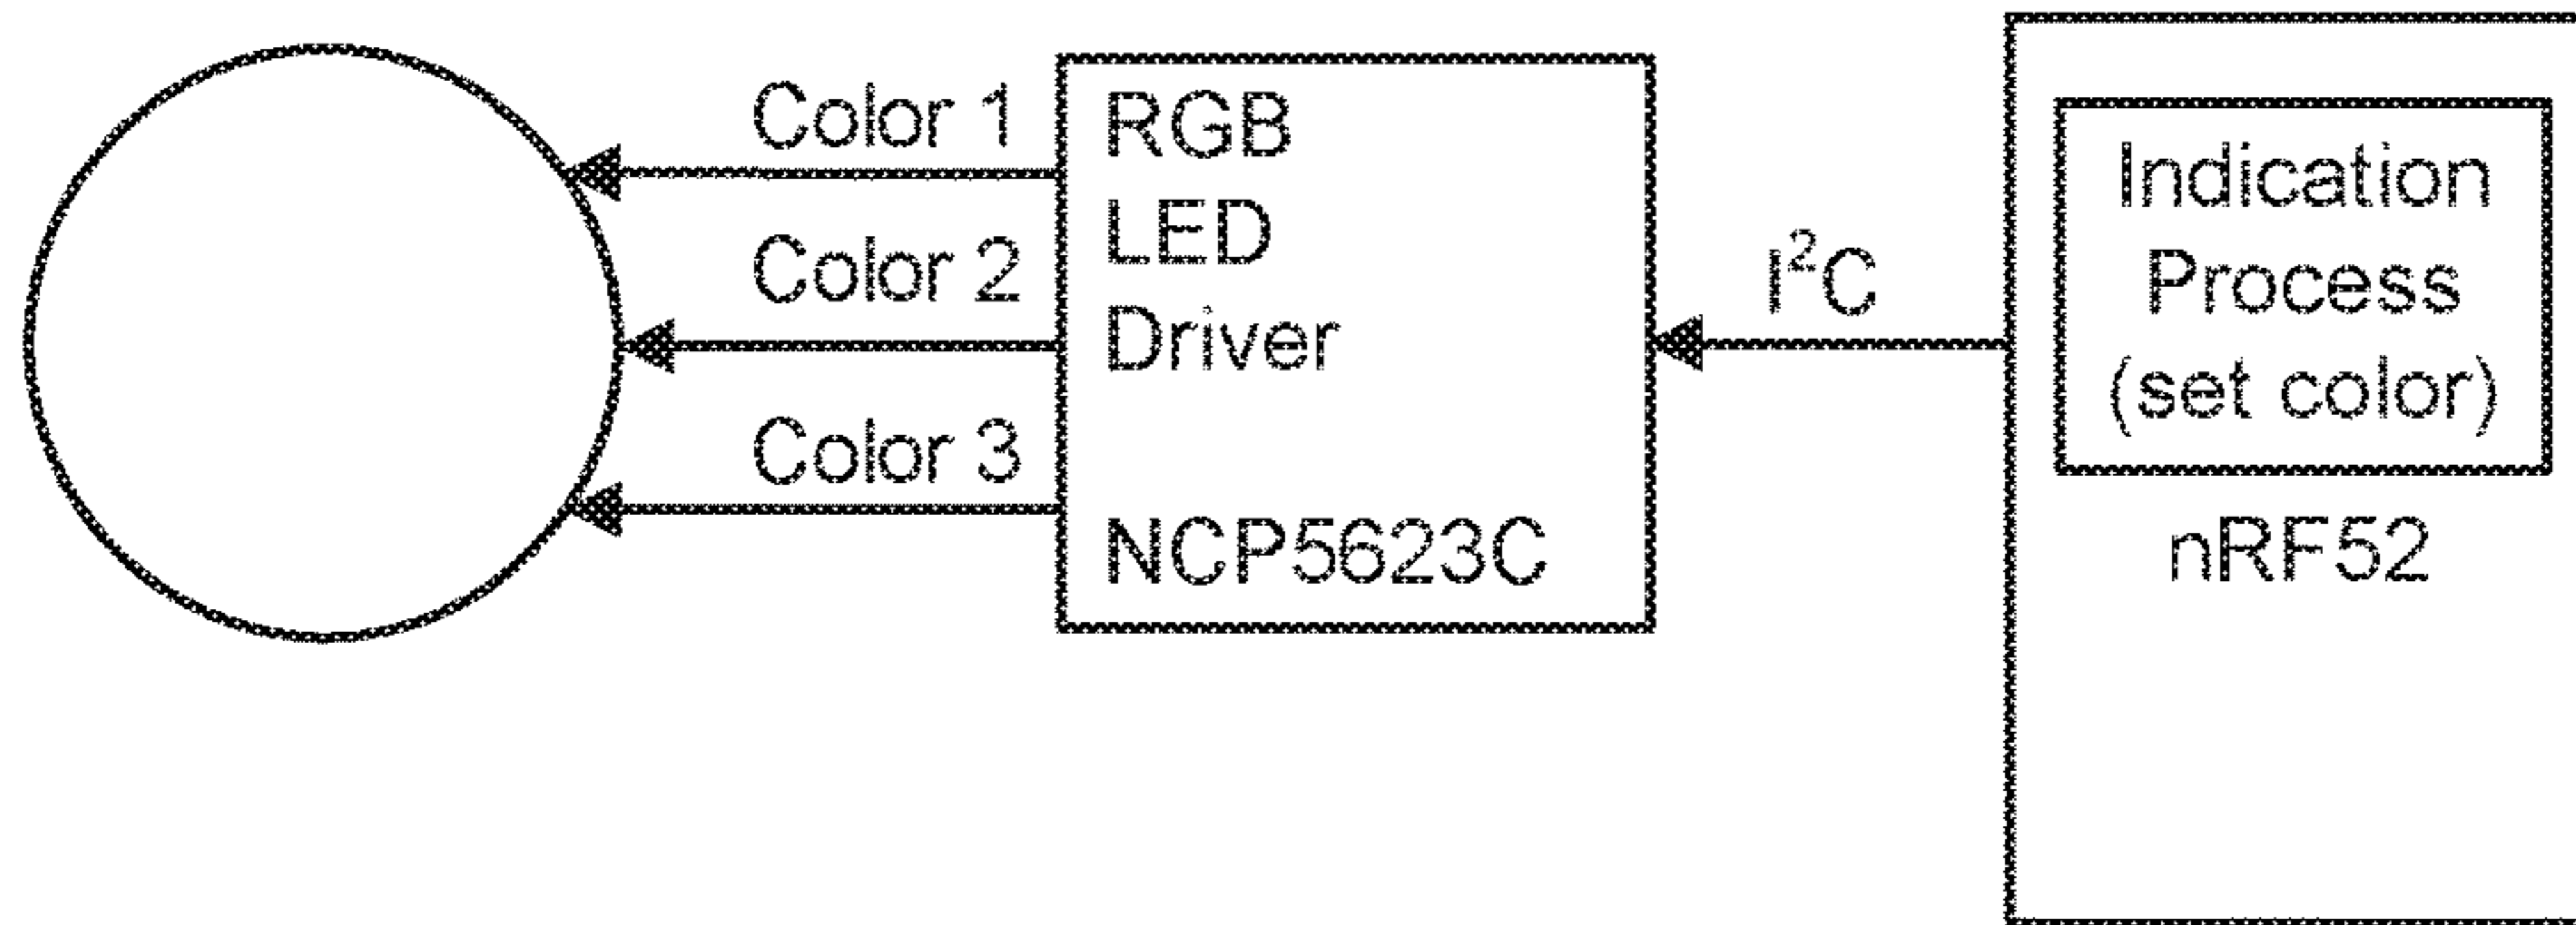 Color 1
Color 2
Color 3
RGB
LED
Driver
NCP5623C
I²C
Indication
Process
(set color)
nRF52